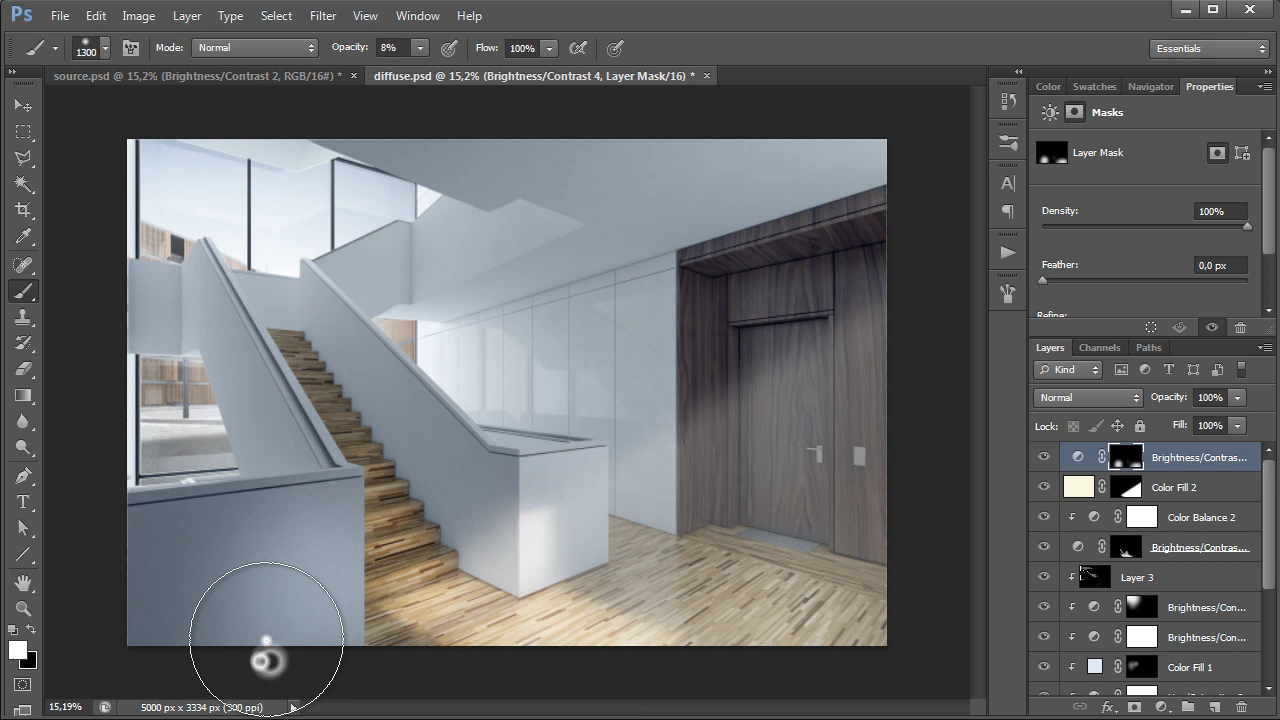 Ps File Edit Image Layer Type Select Filter View Window Help
1300 Mode: Normal Opacity: 8% Flow: 100% Essentials
source.psd @ 15,2% (Brightness/Contrast 2, RGB/16#) * × diffuse.psd @ 15,2% (Brightness/Contrast 4, Layer Mask/16) * ×
Color Swatches Navigator Properties
Masks
Layer Mask
Density: 100%
Feather: 0,0 px
Refine:
Layers Channels Paths
Kind
Normal Opacity: 100%
Lock: Fill: 100%
Brightness/Contras...
Color Fill 2
Color Balance 2
Brightness/Contras...
Layer 3
Brightness/Con...
Brightness/Con...
Color Fill 1
15,19% 5000 px x 3334 px (300 ppi)